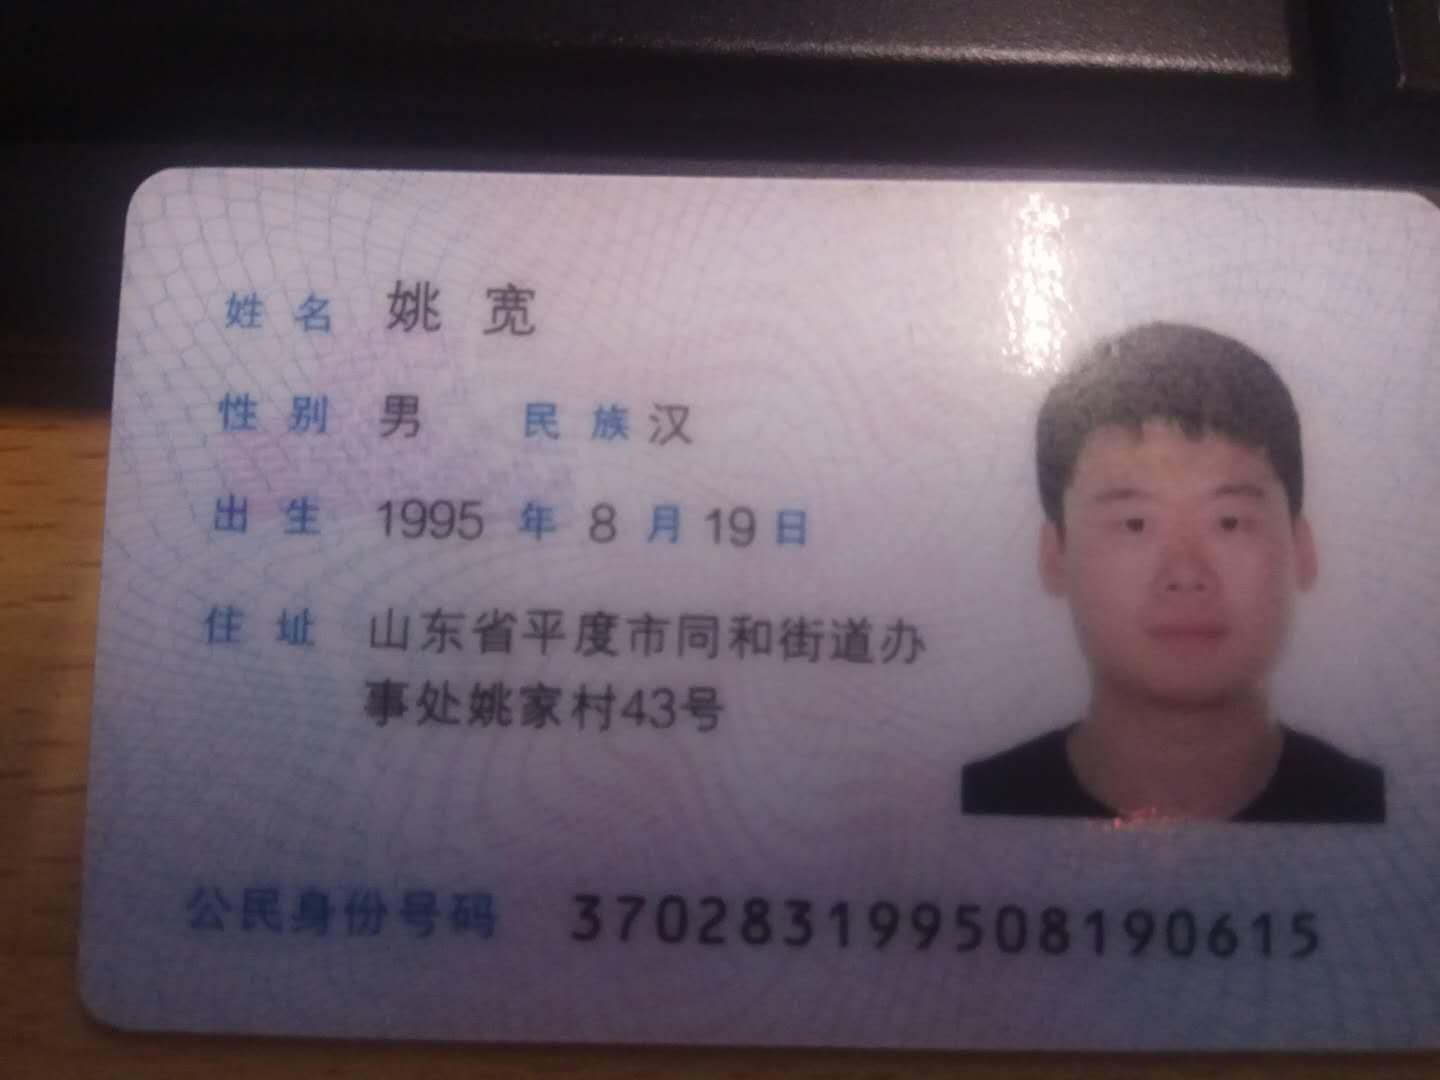 姓名 姚宽
性别 男 民族 汉
出生 1995 年 8 月 19 日
住址 山东省平度市同和街道办
事处姚家村43号
公民身份号码 370283199508190615